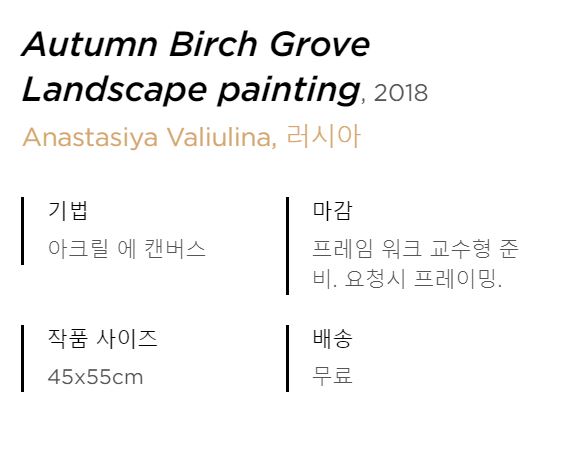 Autumn Birch Grove
Landscape painting, 2018
Anastasiya Valiulina, 러시아
기법
아크릴 에 캔버스
마감
프레임 워크 교수형 준
비. 요청시 프레이밍.
작품 사이즈
45x55cm
배송
무료